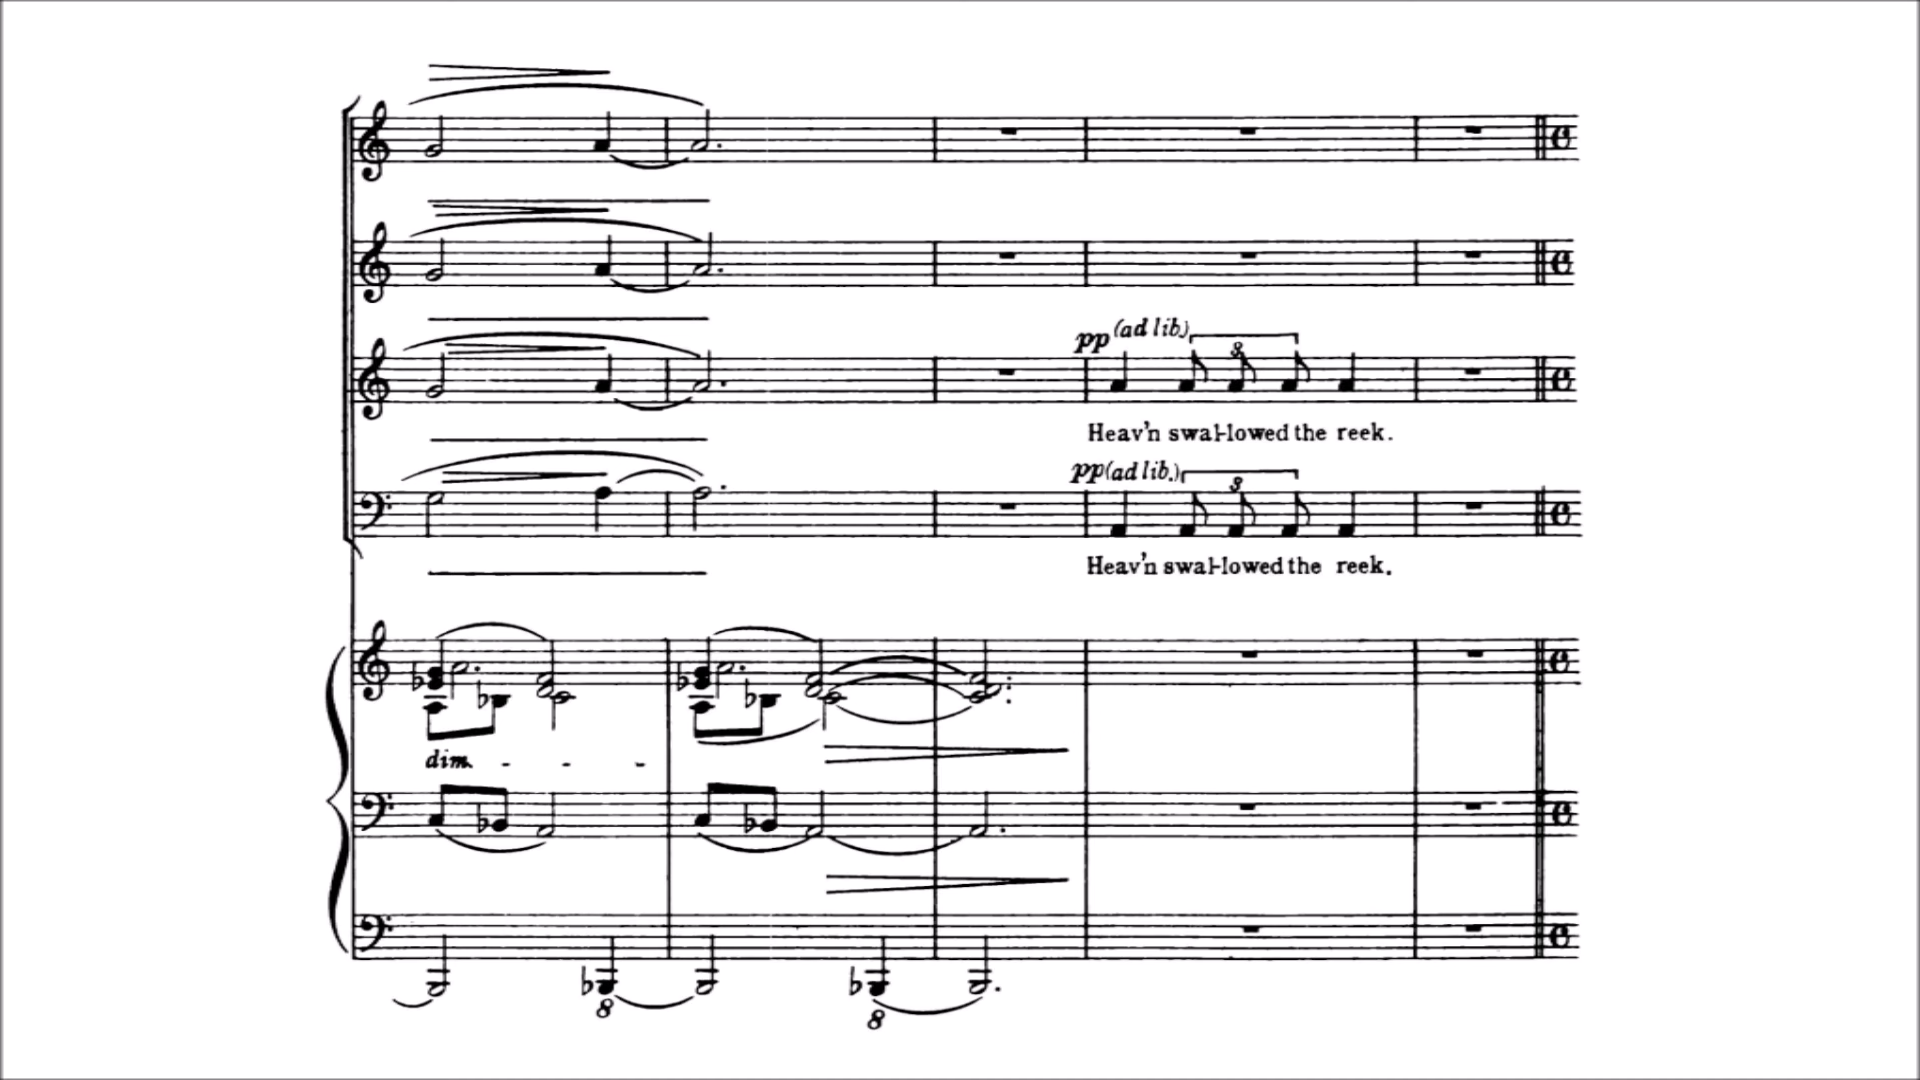 pp (ad lib.)
3
Heav'n swal-lowed the reek.
pp (ad lib.)
3
Heav'n swal-lowed the reek.
dim. - - -
8
8